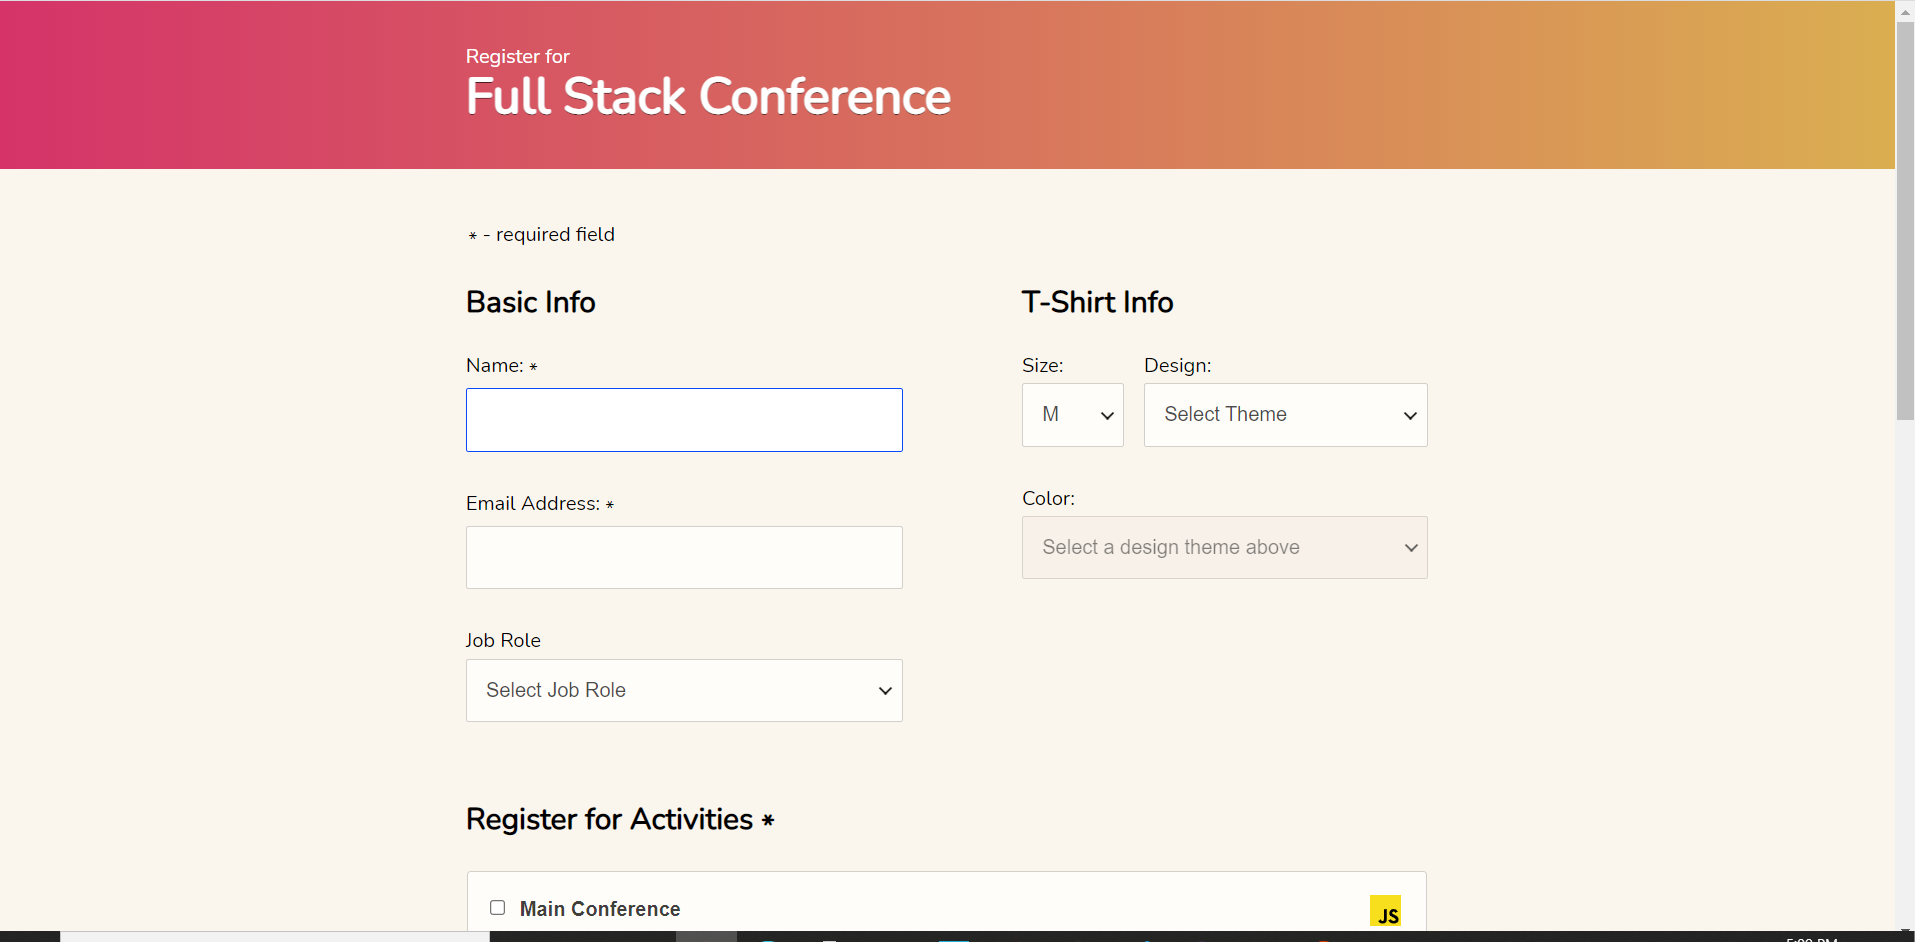 Register for
Full Stack Conference
* - required field
Basic Info
Name: *
Email Address: *
Job Role
Select Job Role
T-Shirt Info
Size:
M
Design:
Select Theme
Color:
Select a design theme above
Register for Activities *
Main Conference
JS